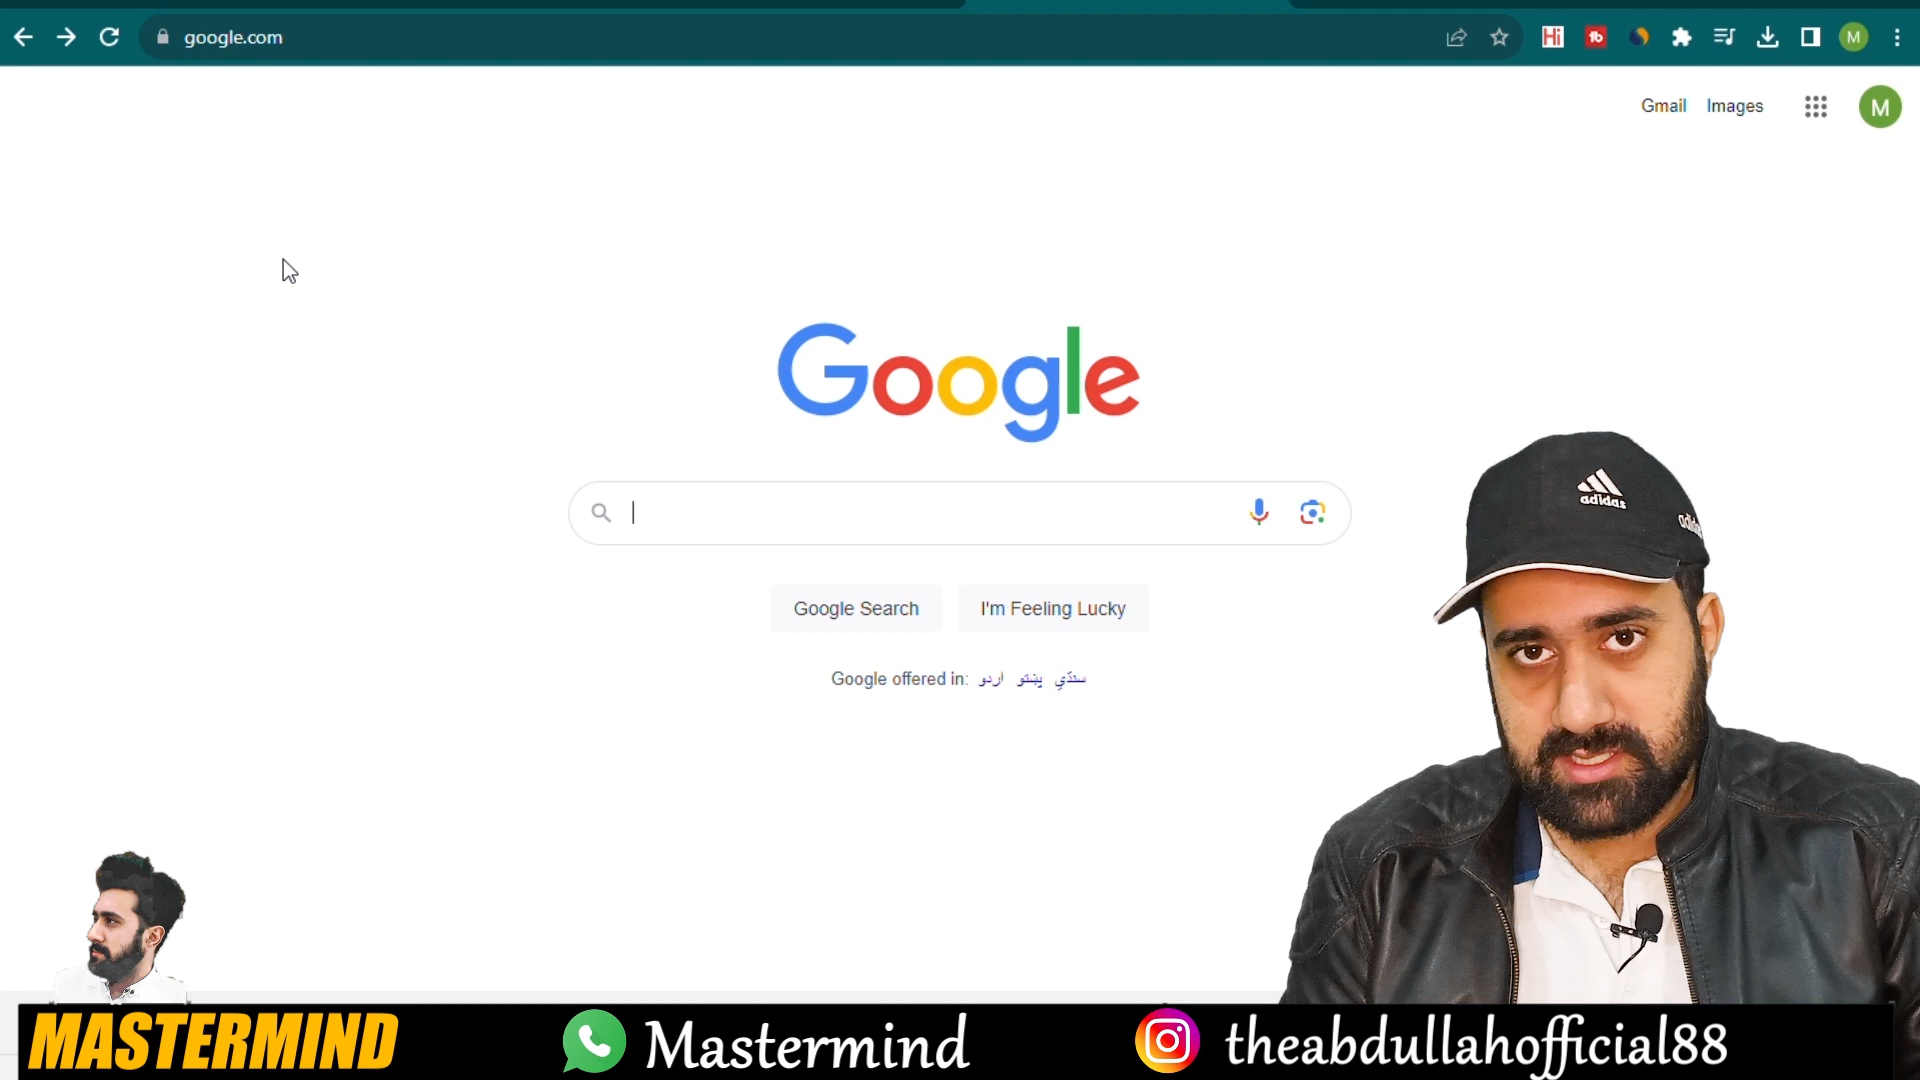 google.com
Hi
M
Gmail Images
M
Google
Google Search
I'm Feeling Lucky
Google offered in: اردو پښتو سنڌي
adidas
MASTERMIND
Mastermind
theabdullahofficial88